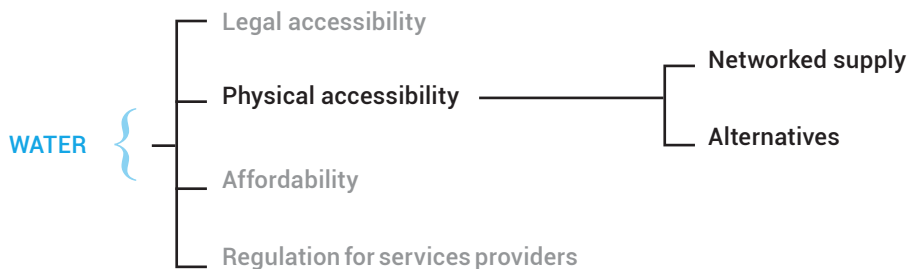 Legal accessibility
Networked supply
Physical accessibility
Alternatives
WATER
Affordability
Regulation for services providers